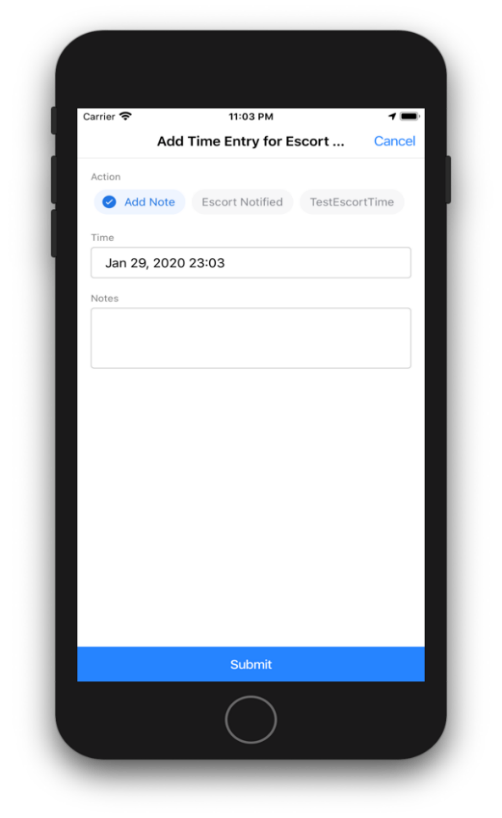 Carrier 11:03 PM
Add Time Entry for Escort ... Cancel
Action
Add Note Escort Notified TestEscortTime
Time
Jan 29, 2020 23:03
Notes
Submit